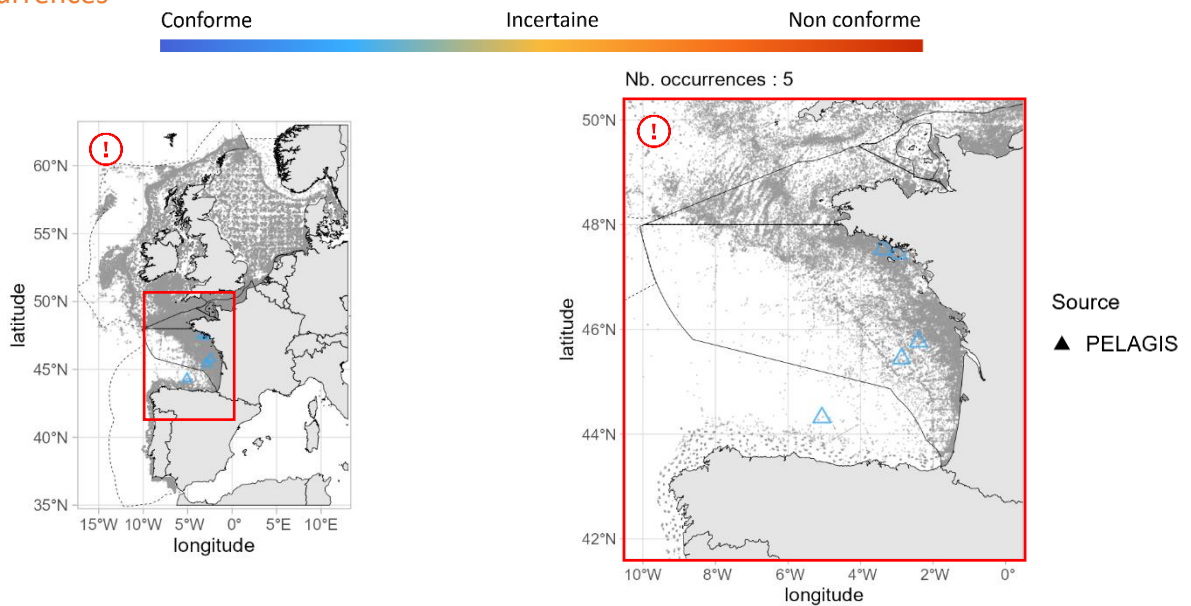 urrences
Conforme Incertaine Non conforme
Nb. occurrences : 5
!
!
60°N
55°N
50°N
45°N
40°N
35°N
latitude
15°W 10°W 5°W 0° 5°E 10°E
longitude
50°N
48°N
46°N
44°N
42°N
latitude
10°W 8°W 6°W 4°W 2°W 0°
longitude
Source
PELAGIS